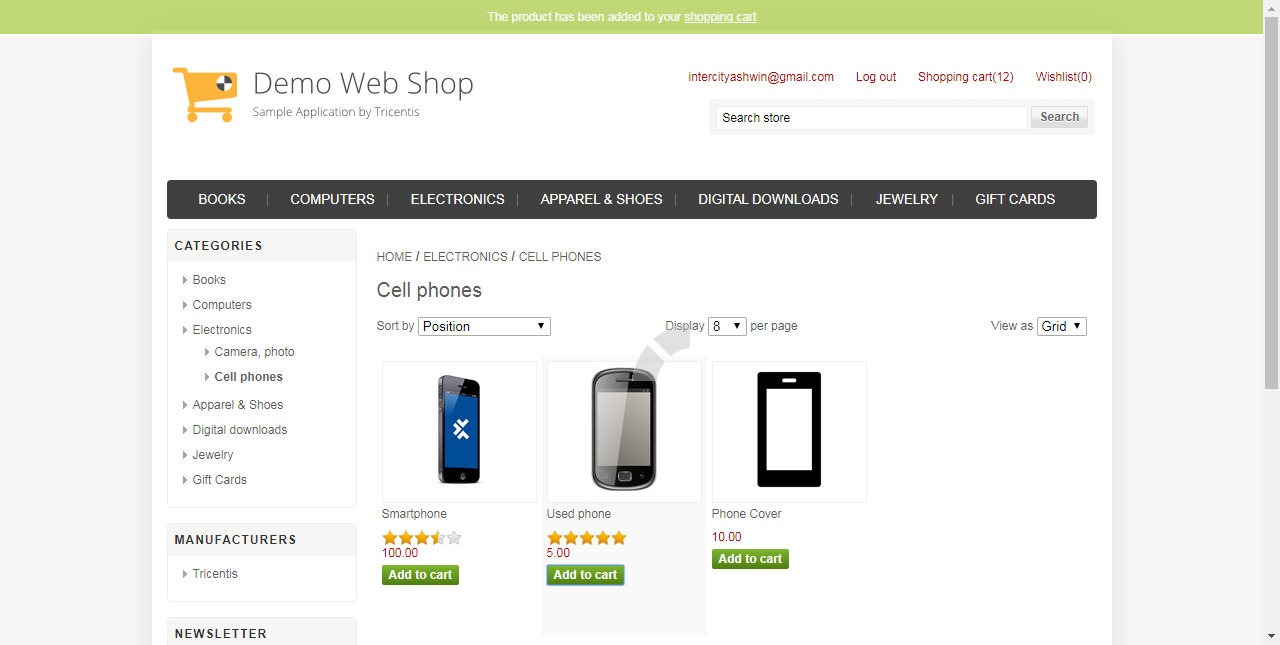 The product has been added to your shopping cart
Demo Web Shop
Sample Application by Tricentis
intercityashwin@gmail.com Log out Shopping cart(12) Wishlist(0)
Search store Search
BOOKS COMPUTERS ELECTRONICS APPAREL & SHOES DIGITAL DOWNLOADS JEWELRY GIFT CARDS
CATEGORIES
Books
Computers
Electronics
Camera, photo
Cell phones
Apparel & Shoes
Digital downloads
Jewelry
Gift Cards
MANUFACTURERS
Tricentis
NEWSLETTER
HOME / ELECTRONICS / CELL PHONES
Cell phones
Sort by Position Display 8 per page View as Grid
Smartphone
100.00
Add to cart
Used phone
5.00
Add to cart
Phone Cover
10.00
Add to cart